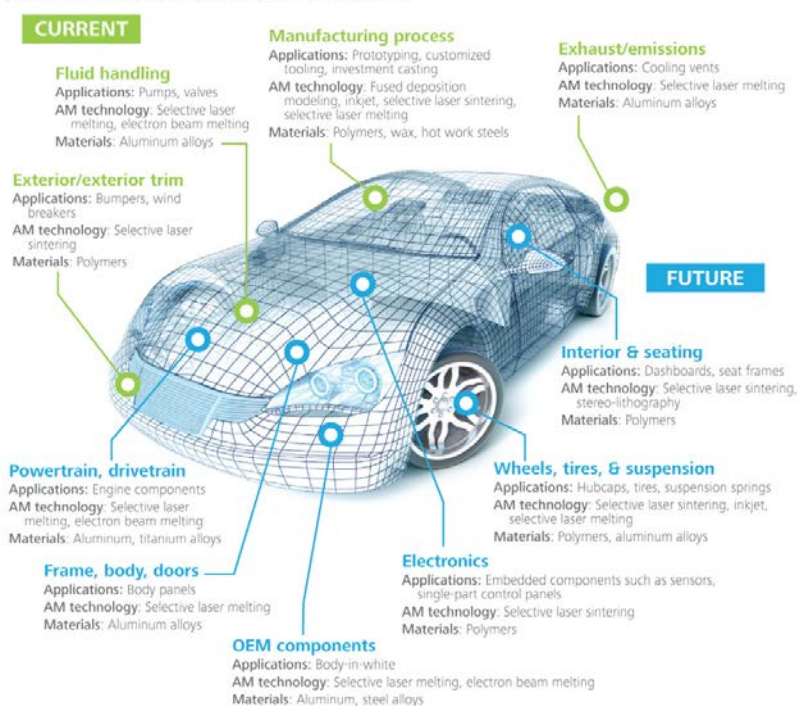 CURRENT
Fluid handling
Applications: Pumps, valves
AM technology: Selective laser
melting, electron beam melting
Materials: Aluminum alloys
Manufacturing process
Applications: Prototyping, customized
tooling, investment casting
AM technology: Fused deposition
modeling, inkjet, selective laser sintering,
selective laser melting
Materials: Polymers, wax, hot work steels
Exhaust/emissions
Applications: Cooling vents
AM technology: Selective laser melting
Materials: Aluminum alloys
Exterior/exterior trim
Applications: Bumpers, wind
breakers
AM technology: Selective laser
sintering
Materials: Polymers
FUTURE
Interior & seating
Applications: Dashboards, seat frames
AM technology: Selective laser sintering,
stereo-lithography
Materials: Polymers
Powertrain, drivetrain
Applications: Engine components
AM technology: Selective laser
melting, electron beam melting
Materials: Aluminum, titanium alloys
Wheels, tires, & suspension
Applications: Hubcaps, tires, suspension springs
AM technology: Selective laser sintering, inkjet,
selective laser melting
Materials: Polymers, aluminum alloys
Frame, body, doors
Applications: Body panels
AM technology: Selective laser melting
Materials: Aluminum alloys
Electronics
Applications: Embedded components such as sensors,
single-part control panels
AM technology: Selective laser sintering
Materials: Polymers
OEM components
Applications: Body-in-white
AM technology: Selective laser melting, electron beam melting
Materials: Aluminum, steel alloys